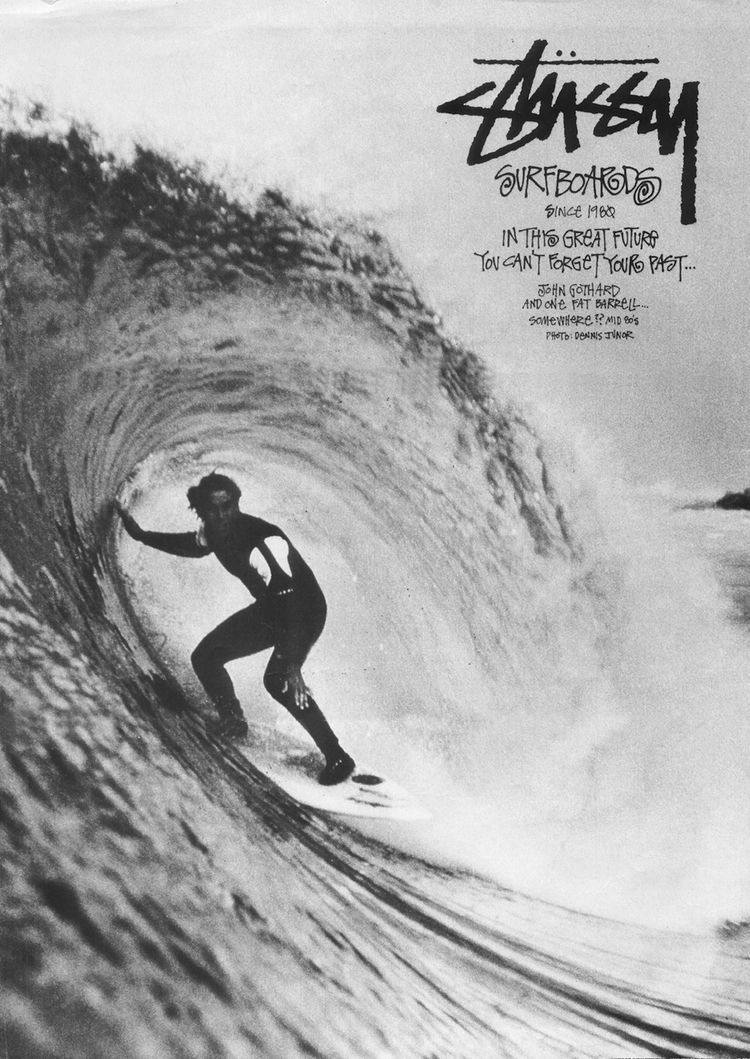 Stüssy
SURFBOARDS
SINCE 1980
IN THIS GREAT FUTURE
YOU CAN'T FORGET YOUR PAST...
JOHN GOTHARD
AND ONE FAT BARRELL...
SOMEWHERE?? MID 80'S
PHOTO: DENNIS JUNOR